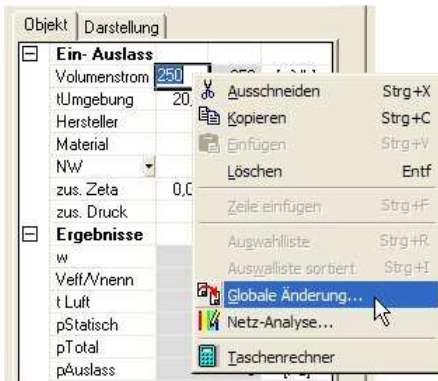 Objekt Darstellung
Ein- Auslass
Volumenstrom 250
tUmgebung 20,
Hersteller
Material
NW
zus. Zeta 0,0
zus. Druck
Ergebnisse
w
Veff/Vnenn
t Luft
pStatisch
pTotal
pAuslass
Ausschneiden Strg+X
Kopieren Strg+C
Einfügen Strg+V
Löschen Entf
Zeile einfügen Strg+F
Auswahlliste Strg+R
Auswalliste sortiert Strg+I
Globale Änderung...
Netz-Analyse...
Taschenrechner